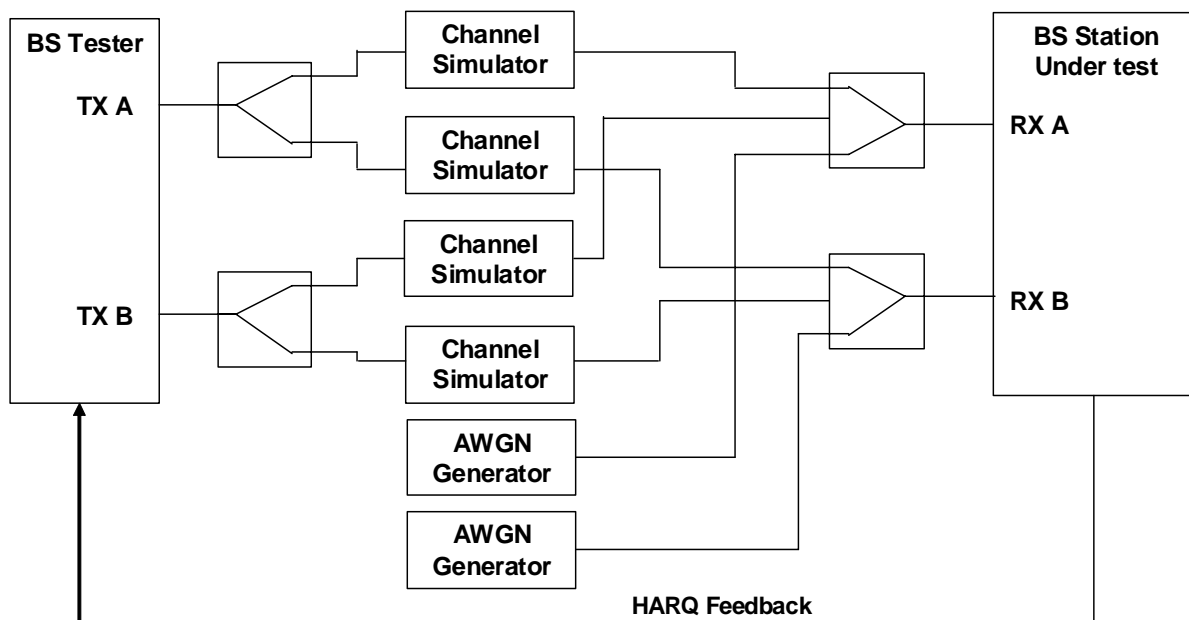 BS Tester
TX A
TX B
Channel
Simulator
Channel
Simulator
Channel
Simulator
Channel
Simulator
AWGN
Generator
AWGN
Generator
BS Station
Under test
RX A
RX B
HARQ Feedback